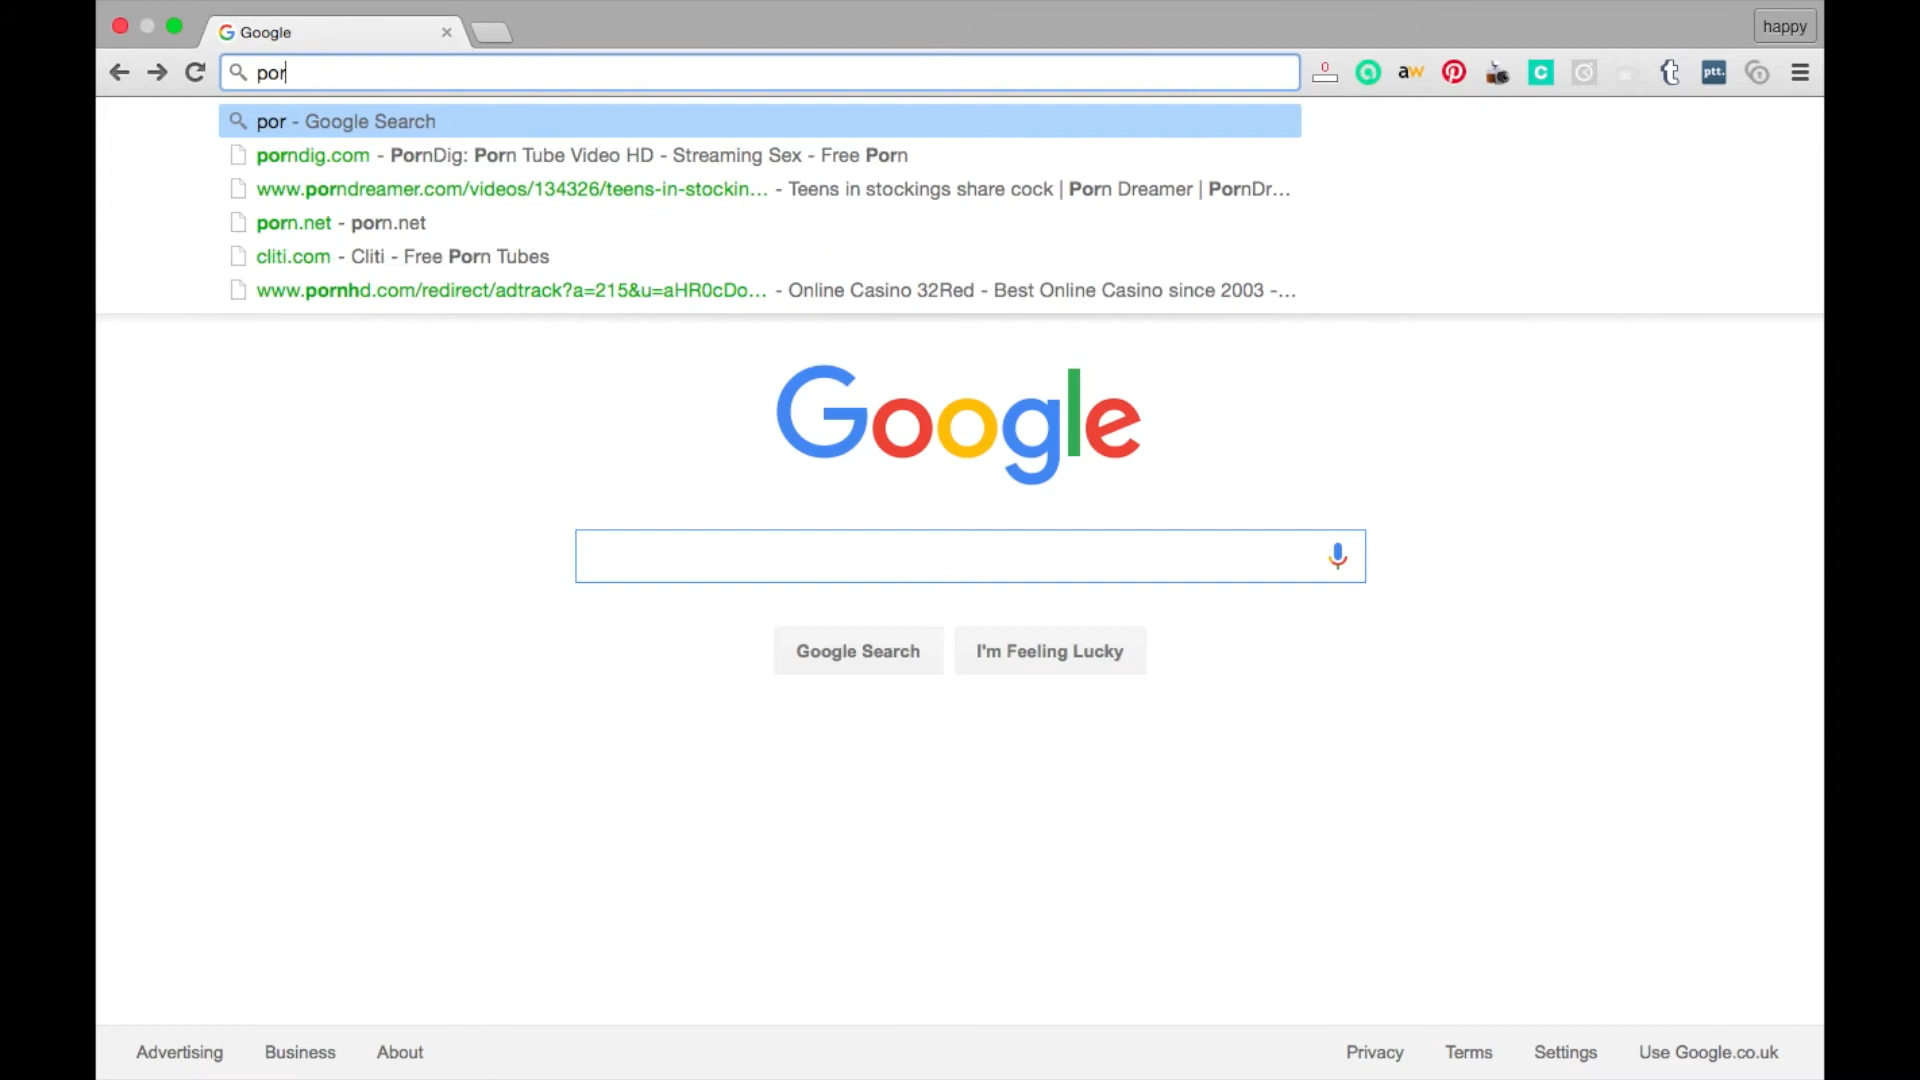 Google
happy
por
0
aw
c
t
ptt.
por - Google Search
porndig.com - PornDig: Porn Tube Video HD - Streaming Sex - Free Porn
www.porndreamer.com/videos/134326/teens-in-stockin... - Teens in stockings share cock | Porn Dreamer | PornDr...
porn.net - porn.net
cliti.com - Cliti - Free Porn Tubes
www.pornhd.com/redirect/adtrack?a=215&u=aHR0cDo... - Online Casino 32Red - Best Online Casino since 2003 -...
Google
Google Search
I'm Feeling Lucky
Advertising
Business
About
Privacy
Terms
Settings
Use Google.co.uk